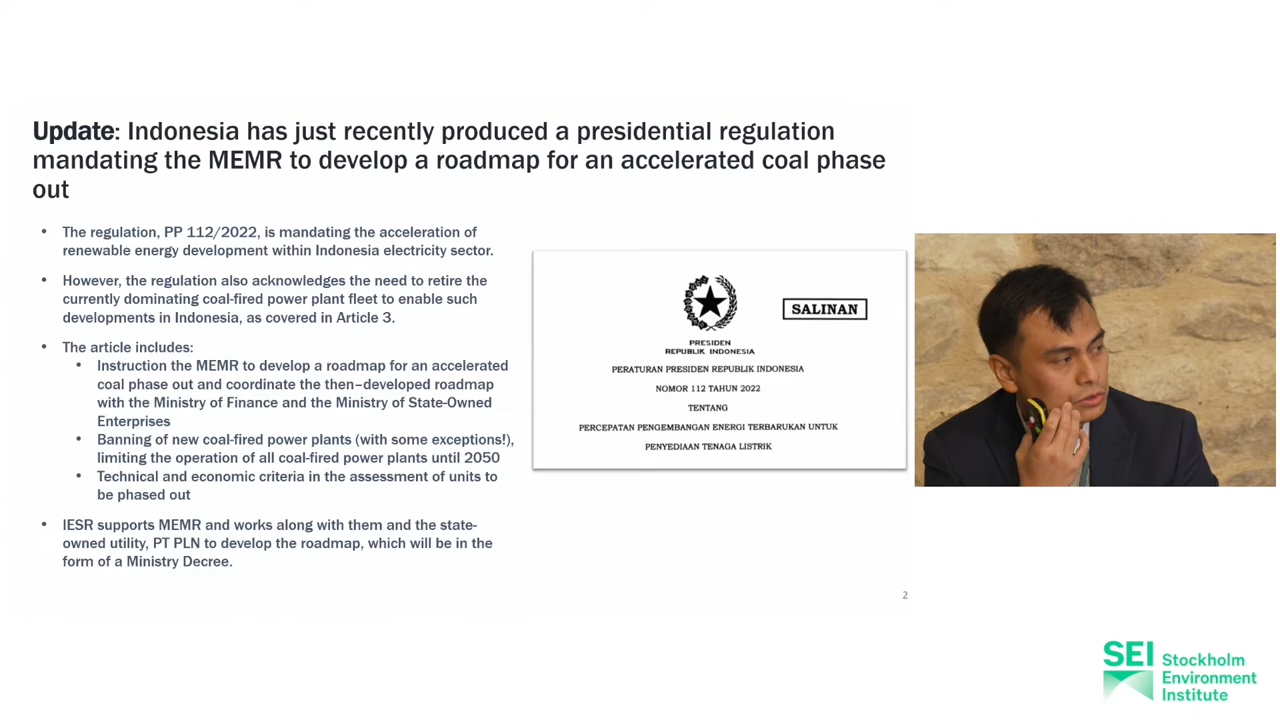 Update: Indonesia has just recently produced a presidential regulation
mandating the MEMR to develop a roadmap for an accelerated coal phase
out
• The regulation, PP 112/2022, is mandating the acceleration of
renewable energy development within Indonesia electricity sector.
• However, the regulation also acknowledges the need to retire the
currently dominating coal-fired power plant fleet to enable such
developments in Indonesia, as covered in Article 3.
• The article includes:
• Instruction the MEMR to develop a roadmap for an accelerated
coal phase out and coordinate the then–developed roadmap
with the Ministry of Finance and the Ministry of State-Owned
Enterprises
• Banning of new coal-fired power plants (with some exceptions!),
limiting the operation of all coal-fired power plants until 2050
• Technical and economic criteria in the assessment of units to
be phased out
• IESR supports MEMR and works along with them and the state-
owned utility, PT PLN to develop the roadmap, which will be in the
form of a Ministry Decree.
SALINAN
PRESIDEN
REPUBLIK INDONESIA
PERATURAN PRESIDEN REPUBLIK INDONESIA
NOMOR 112 TAHUN 2022
TENTANG
PERCEPATAN PENGEMBANGAN ENERGI TERBARUKAN UNTUK
PENYEDIAAN TENAGA LISTRIK
2
SEI Stockholm
Environment
Institute